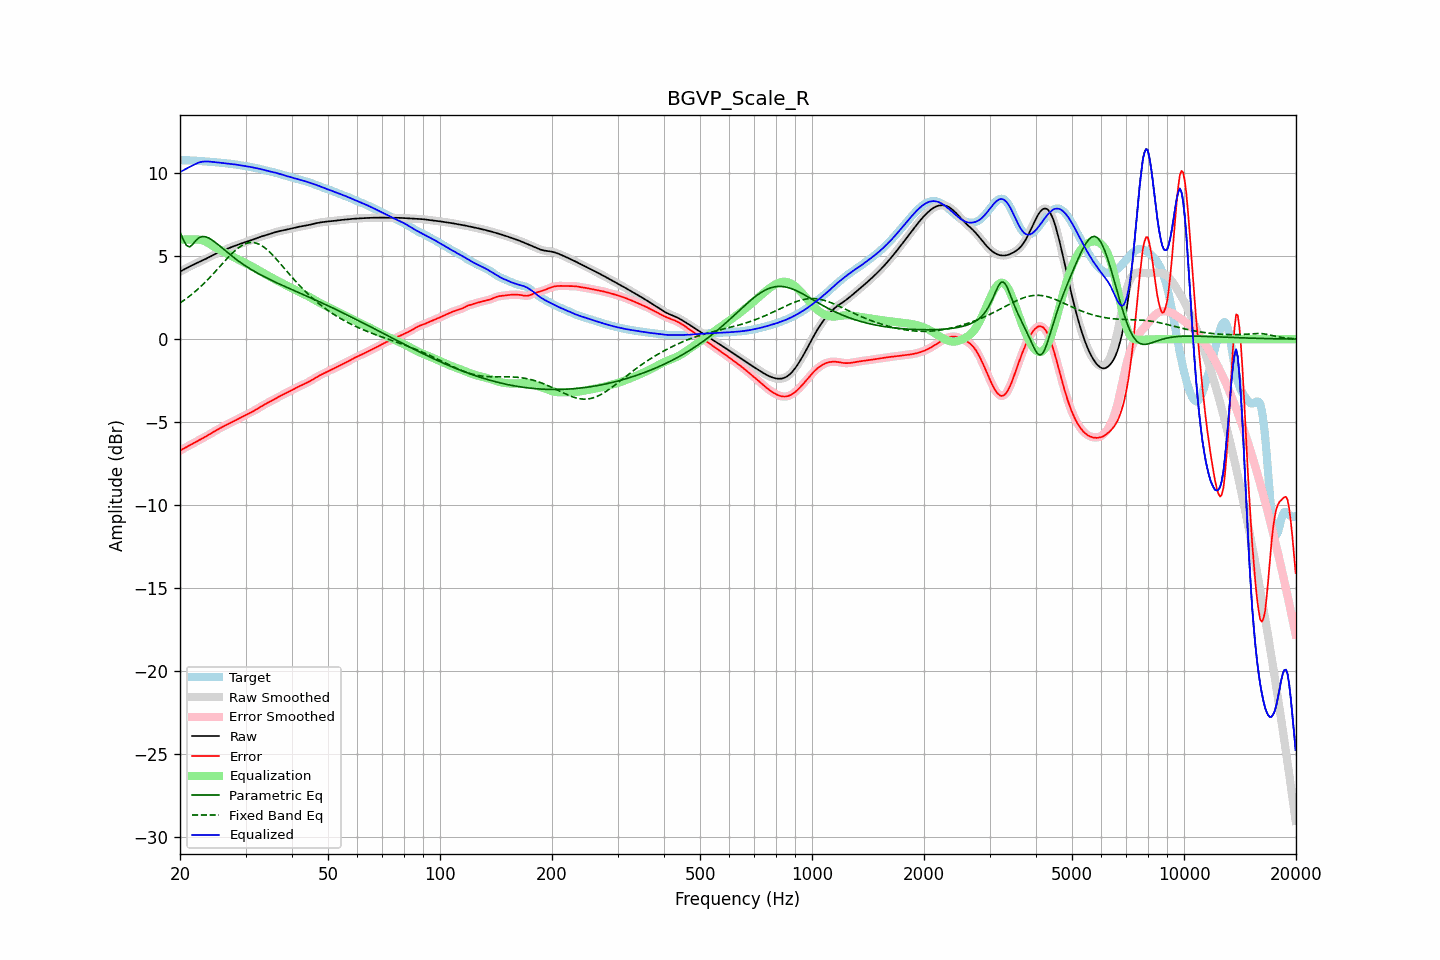 BGVP_Scale_R
Amplitude (dBr)
10
5
0
−5
−10
−15
−20
−25
−30
Target
Raw Smoothed
Error Smoothed
Raw
Error
Equalization
Parametric Eq
Fixed Band Eq
Equalized
20 50 100 200 500 1000 2000 5000 10000 20000
Frequency (Hz)